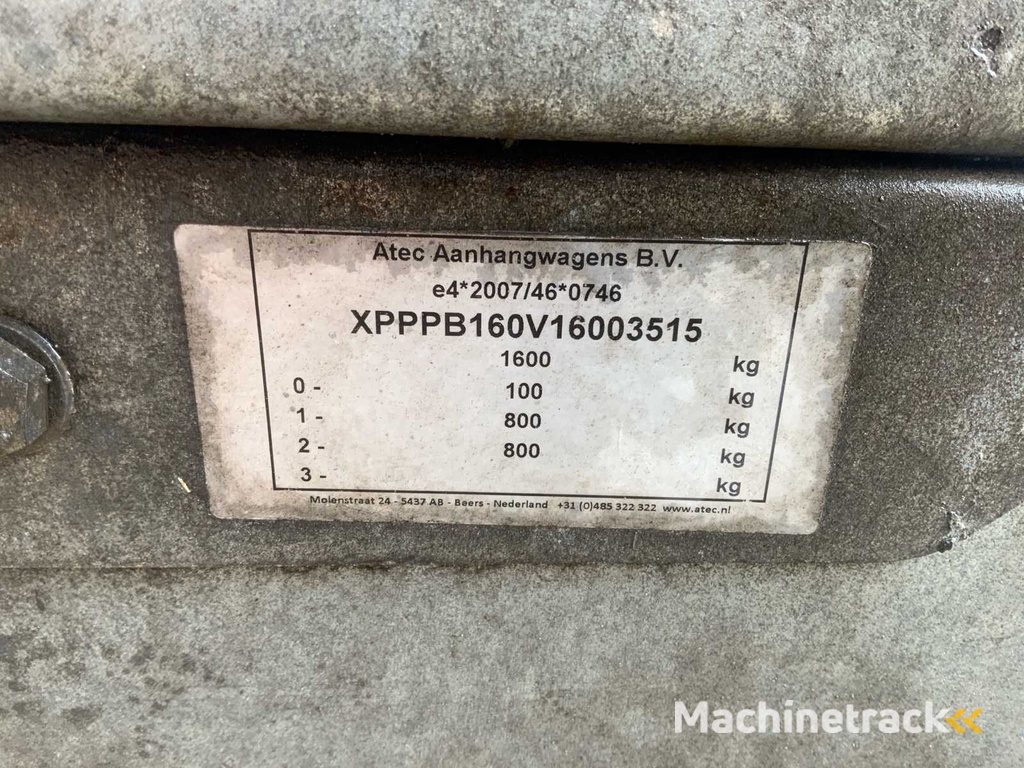 Atec Aanhangwagens B.V.
e4*2007/46*0746
XPPPB160V16003515
1600 kg
0 - 100 kg
1 - 800 kg
2 - 800 kg
3 - kg
Molenstraat 24 - 5437 AB - Beers - Nederland +31 (0)485 322 322 www.atec.nl
Machinetrack